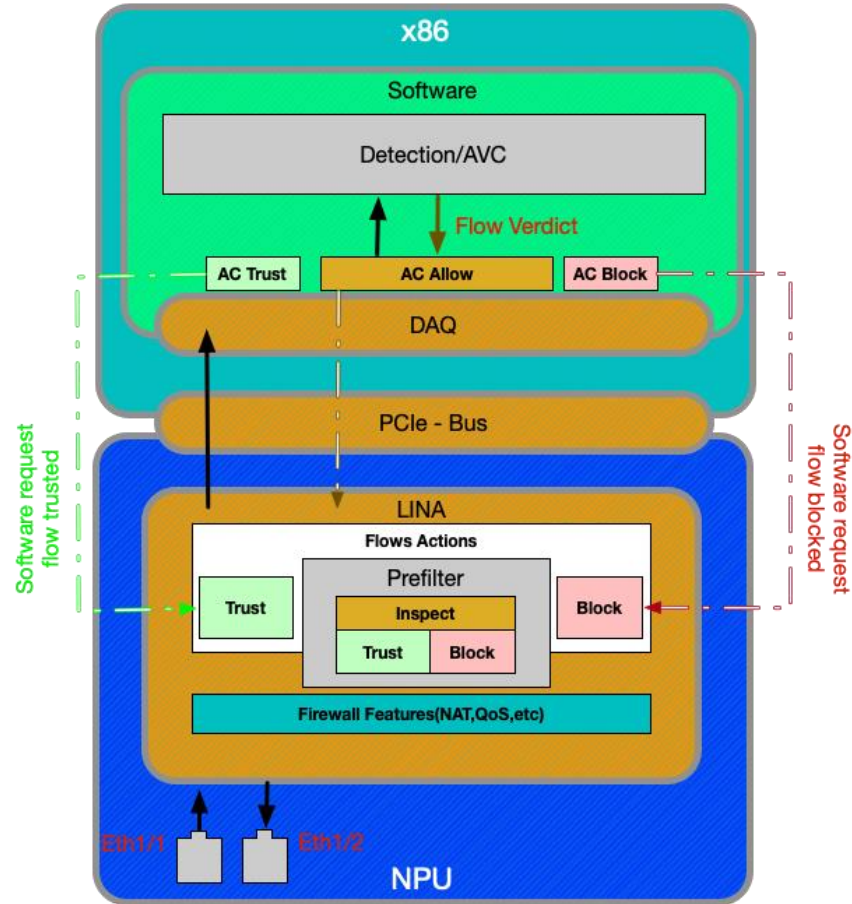 x86
Software
Detection/AVC
Flow Verdict
AC Trust
AC Allow
AC Block
DAQ
PCIe - Bus
Software request
flow trusted
Software request
flow blocked
LINA
Flows Actions
Prefilter
Inspect
Trust
Trust
Block
Block
Firewall Features(NAT,QoS,etc)
Eth1/1
Eth1/2
NPU